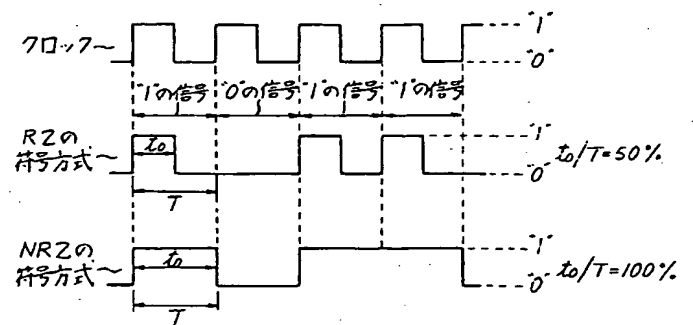 クロック
"1"
"0"
"1"の信号 "0"の信号 "1"の信号 "1"の信号
RZの
符号方式
t₀
T
"1"
"0"
t₀/T=50%
NRZの
符号方式
t₀
T
"1"
"0"
t₀/T=100%